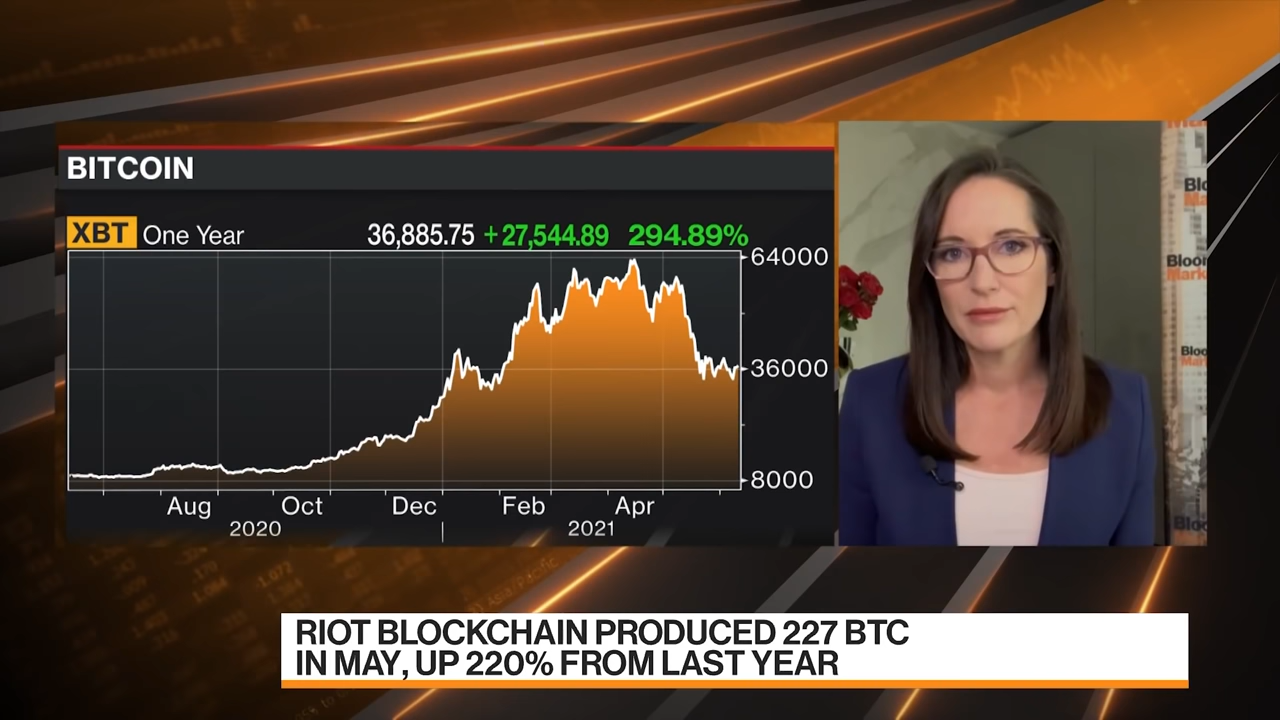 BITCOIN
XBT One Year 36,885.75 +27,544.89 294.89%
64000
36000
8000
Aug Oct Dec Feb Apr
2020 2021
RIOT BLOCKCHAIN PRODUCED 227 BTC
IN MAY, UP 220% FROM LAST YEAR